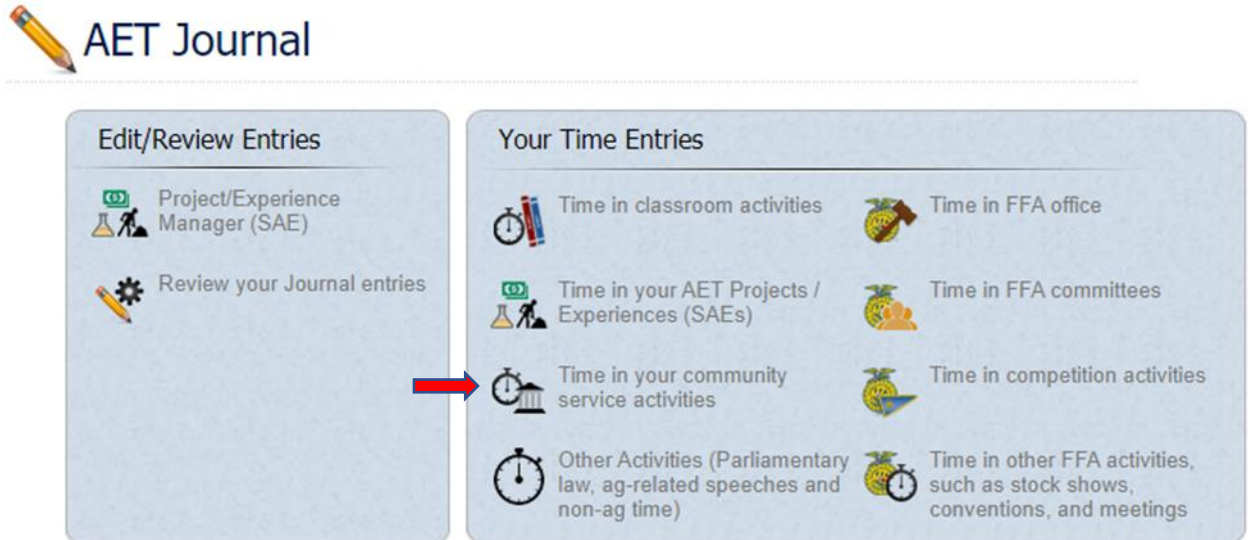 AET Journal
Edit/Review Entries
Project/Experience
Manager (SAE)
Review your Journal entries
Your Time Entries
Time in classroom activities
Time in your AET Projects /
Experiences (SAEs)
Time in your community
service activities
Other Activities (Parliamentary
law, ag-related speeches and
non-ag time)
Time in FFA office
Time in FFA committees
Time in competition activities
Time in other FFA activities,
such as stock shows,
conventions, and meetings